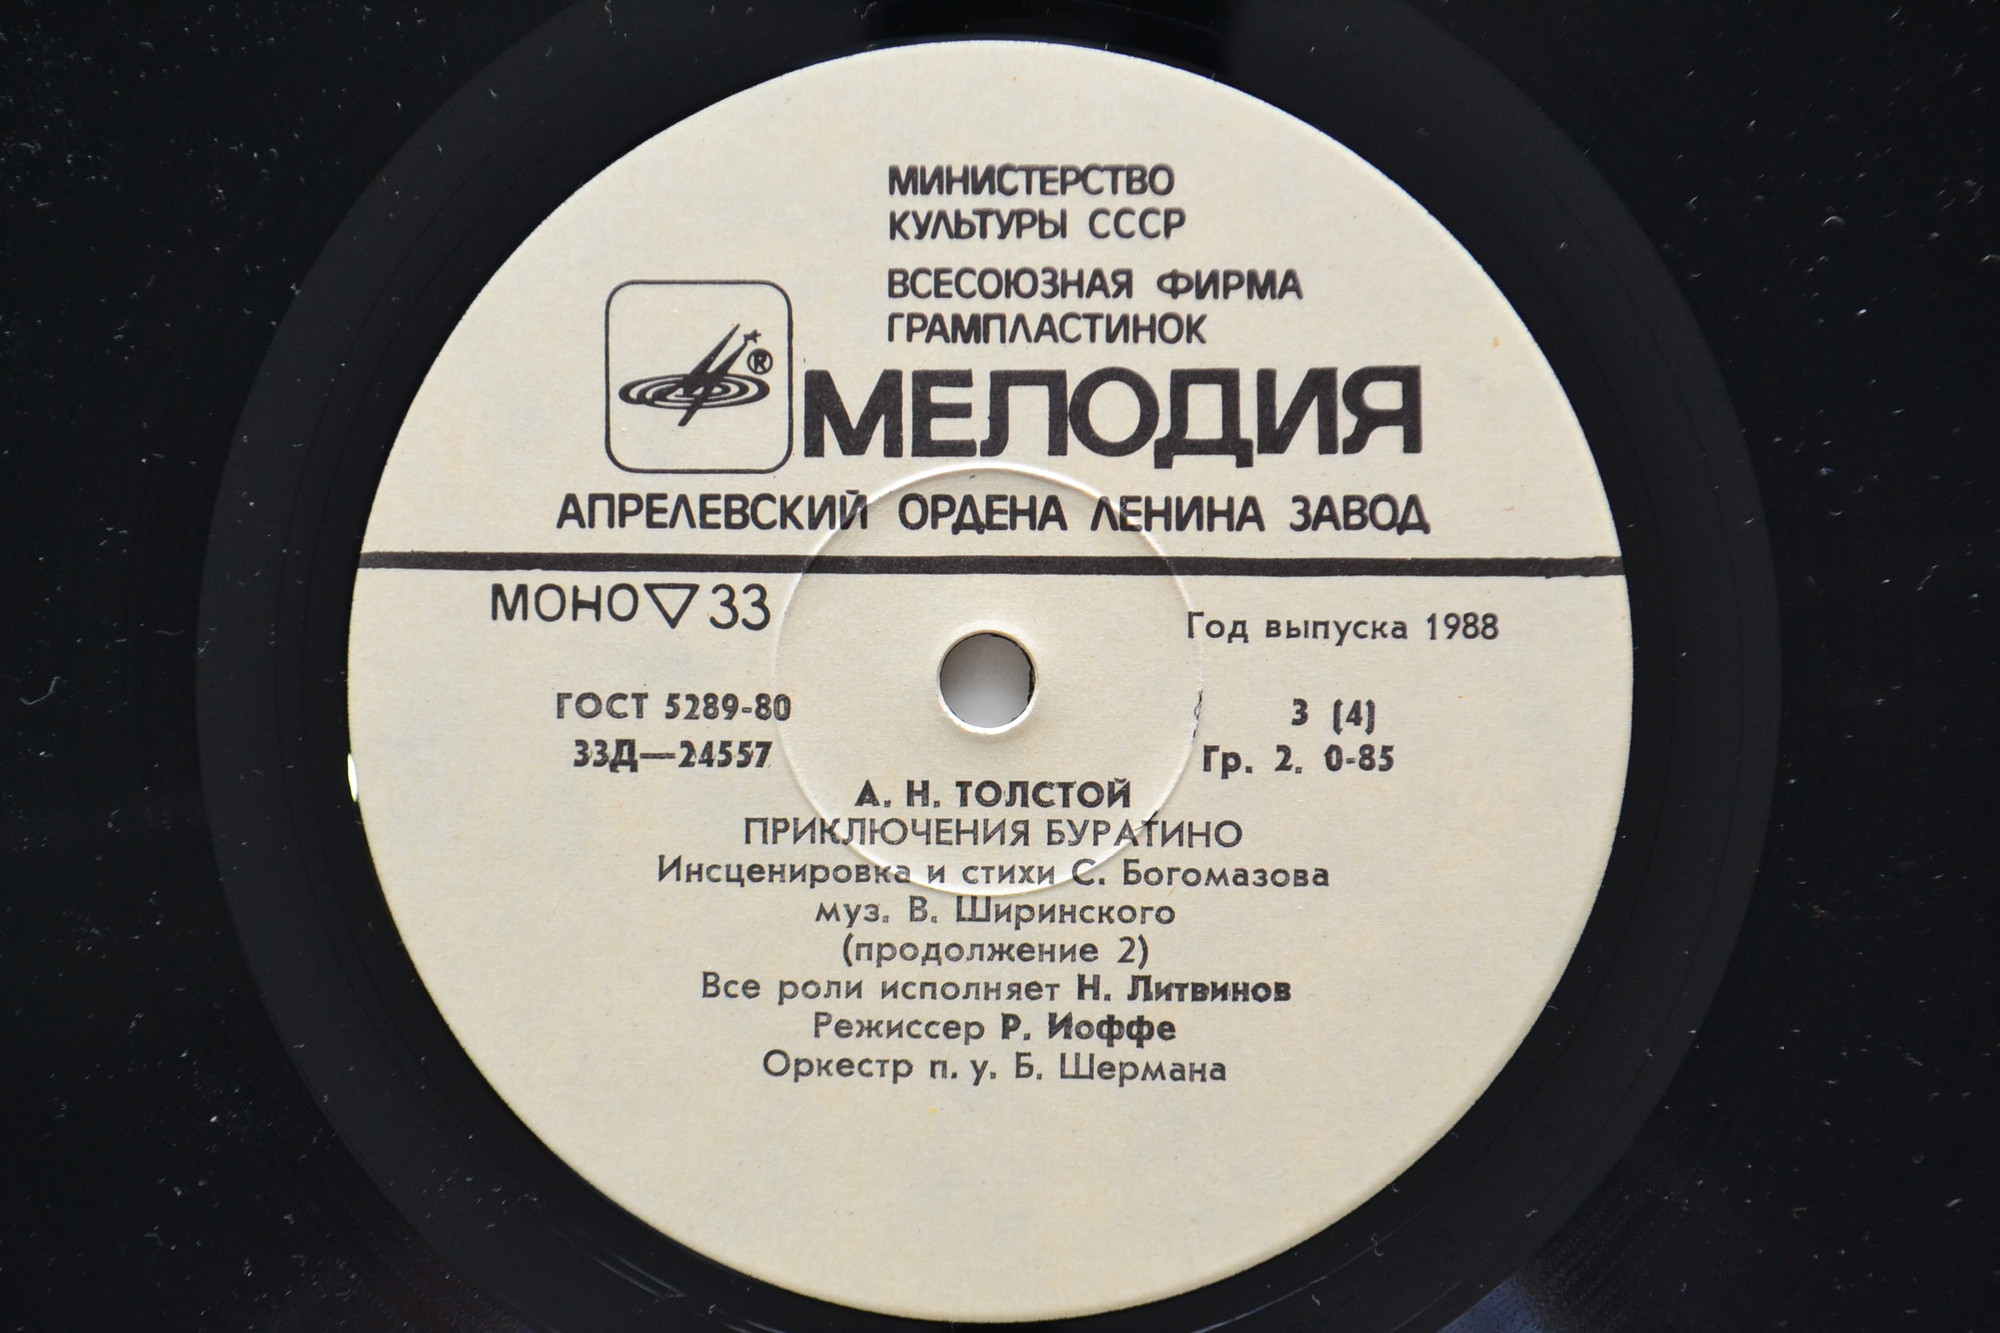 МИНИСТЕРСТВО
КУЛЬТУРЫ СССР
ВСЕСОЮЗНАЯ ФИРМА
ГРАМПЛАСТИНОК
®
МЕЛОДИЯ
АПРЕЛЕВСКИЙ ОРДЕНА ЛЕНИНА ЗАВОД
МОНО▽33
Год выпуска 1988
ГОСТ 5289-80
33Д—24557
3 (4)
Гр. 2. 0-85
А. Н. ТОЛСТОЙ
ПРИКЛЮЧЕНИЯ БУРАТИНО
Инсценировка и стихи С. Богомазова
муз. В. Ширинского
(продолжение 2)
Все роли исполняет Н. Литвинов
Режиссер Р. Иоффе
Оркестр п. у. Б. Шермана